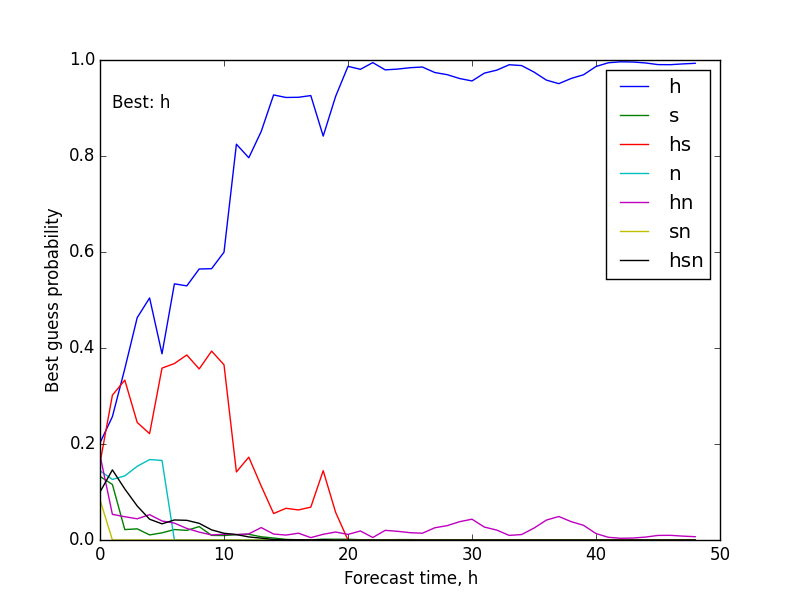 1.0
0.8
0.6
0.4
0.2
0.0
Best guess probability
Best: h
h
s
hs
n
hn
sn
hsn
0 10 20 30 40 50
Forecast time, h